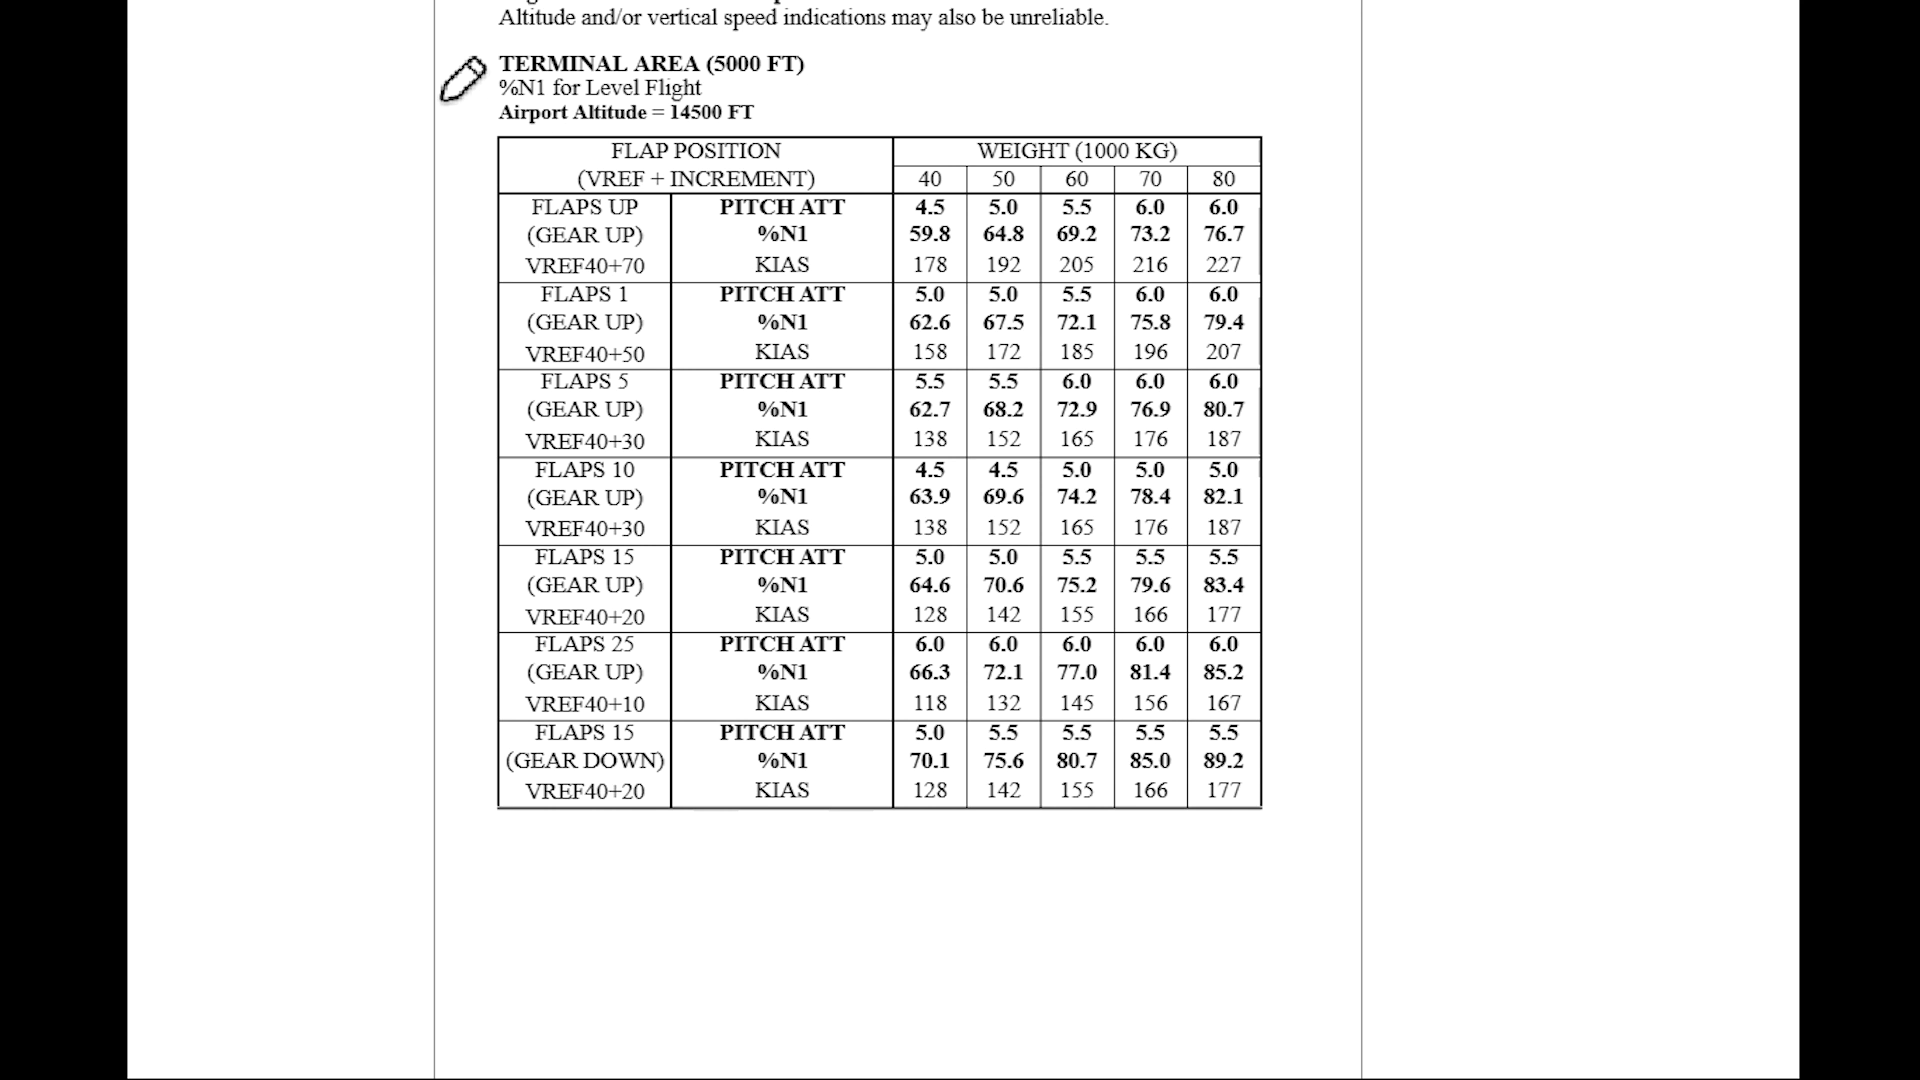 Altitude and/or vertical speed indications may also be unreliable.
TERMINAL AREA (5000 FT)
%N1 for Level Flight
Airport Altitude = 14500 FT
FLAP POSITION WEIGHT (1000 KG)
(VREF + INCREMENT) 40 50 60 70 80
FLAPS UP PITCH ATT 4.5 5.0 5.5 6.0 6.0
(GEAR UP) %N1 59.8 64.8 69.2 73.2 76.7
VREF40+70 KIAS 178 192 205 216 227
FLAPS 1 PITCH ATT 5.0 5.0 5.5 6.0 6.0
(GEAR UP) %N1 62.6 67.5 72.1 75.8 79.4
VREF40+50 KIAS 158 172 185 196 207
FLAPS 5 PITCH ATT 5.5 5.5 6.0 6.0 6.0
(GEAR UP) %N1 62.7 68.2 72.9 76.9 80.7
VREF40+30 KIAS 138 152 165 176 187
FLAPS 10 PITCH ATT 4.5 4.5 5.0 5.0 5.0
(GEAR UP) %N1 63.9 69.6 74.2 78.4 82.1
VREF40+30 KIAS 138 152 165 176 187
FLAPS 15 PITCH ATT 5.0 5.0 5.5 5.5 5.5
(GEAR UP) %N1 64.6 70.6 75.2 79.6 83.4
VREF40+20 KIAS 128 142 155 166 177
FLAPS 25 PITCH ATT 6.0 6.0 6.0 6.0 6.0
(GEAR UP) %N1 66.3 72.1 77.0 81.4 85.2
VREF40+10 KIAS 118 132 145 156 167
FLAPS 15 PITCH ATT 5.0 5.5 5.5 5.5 5.5
(GEAR DOWN) %N1 70.1 75.6 80.7 85.0 89.2
VREF40+20 KIAS 128 142 155 166 177